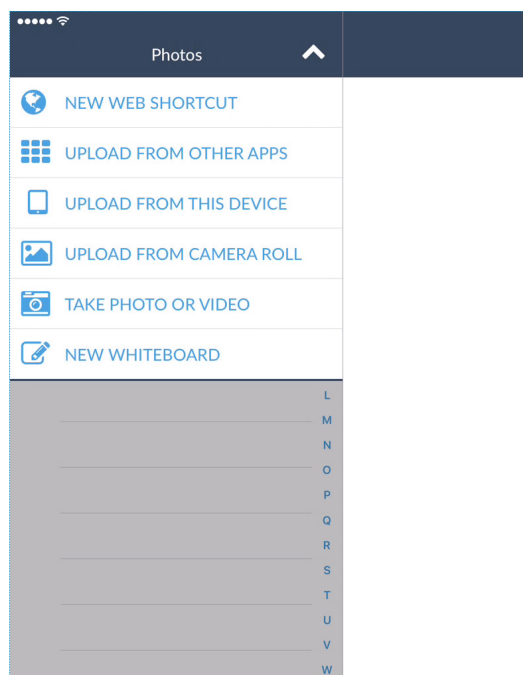 Photos
NEW WEB SHORTCUT
UPLOAD FROM OTHER APPS
UPLOAD FROM THIS DEVICE
UPLOAD FROM CAMERA ROLL
TAKE PHOTO OR VIDEO
NEW WHITEBOARD
L
M
N
O
P
Q
R
S
T
U
V
W